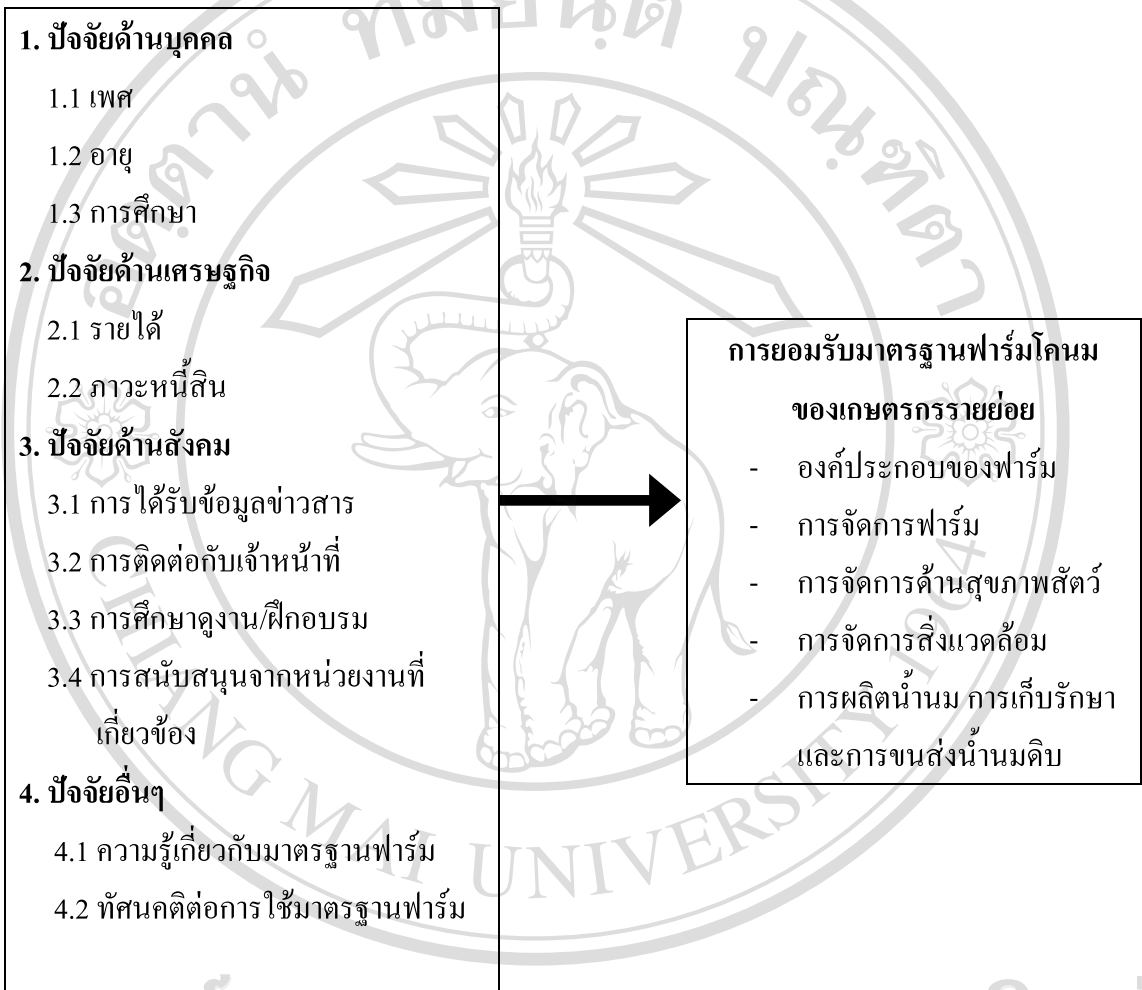 1. ปัจจัยด้านบุคคล
1.1 เพศ
1.2 อายุ
1.3 การศึกษา
2. ปัจจัยด้านเศรษฐกิจ
2.1 รายได้
2.2 ภาวะหนี้สิน
3. ปัจจัยด้านสังคม
3.1 การได้รับข้อมูลข่าวสาร
3.2 การติดต่อกับเจ้าหน้าที่
3.3 การศึกษาดูงาน/ฝึกอบรม
3.4 การสนับสนุนจากหน่วยงานที่
เกี่ยวข้อง
4. ปัจจัยอื่นๆ
4.1 ความรู้เกี่ยวกับมาตรฐานฟาร์ม
4.2 ทัศนคติต่อการใช้มาตรฐานฟาร์ม
การยอมรับมาตรฐานฟาร์มโคนม
ของเกษตรกรรายย่อย
- องค์ประกอบของฟาร์ม
- การจัดการฟาร์ม
- การจัดการด้านสุขภาพสัตว์
- การจัดการสิ่งแวดล้อม
- การผลิตน้ำนม การเก็บรักษา
และการขนส่งน้ำนมดิบ
CHIANG MAI UNIVERSITY 1904